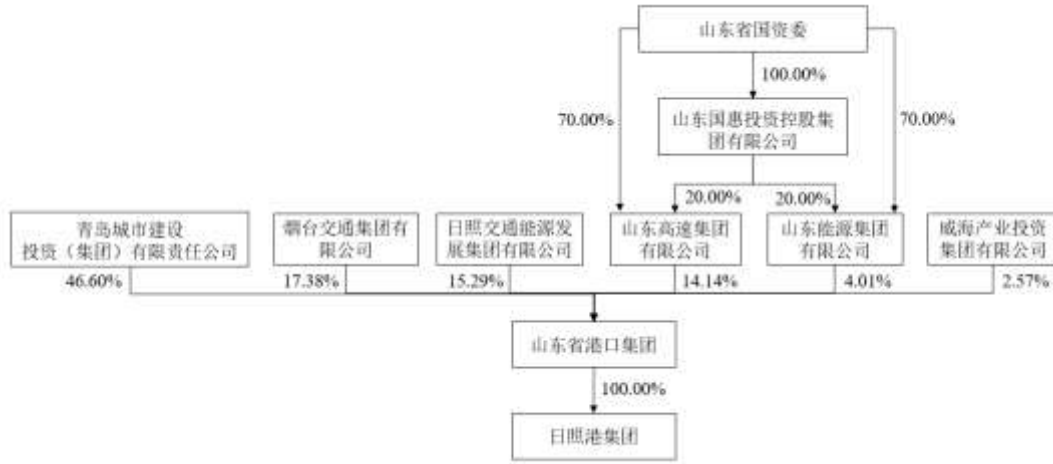 山东省国资委
100.00%
70.00%
山东国惠投资控股集
团有限公司
70.00%
20.00%
20.00%
青岛城市建设
投资（集团）有限责任公司
烟台交通集团有
限公司
日照交通能源发
展集团有限公司
山东高速集团
有限公司
山东能源集团
有限公司
威海产业投资
集团有限公司
46.60%
17.38%
15.29%
14.14%
4.01%
2.57%
山东省港口集团
100.00%
日照港集团